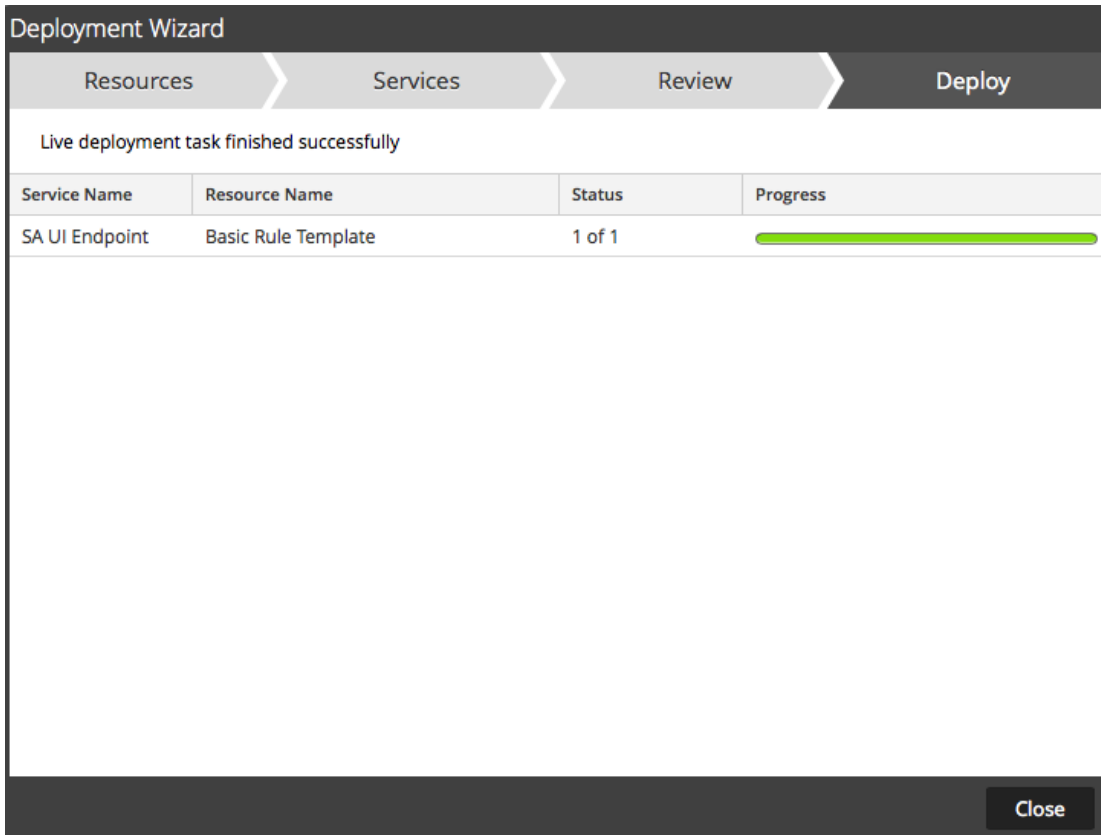 Deployment Wizard
Resources Services Review Deploy
Live deployment task finished successfully
Service Name Resource Name Status Progress
SA UI Endpoint Basic Rule Template 1 of 1
Close